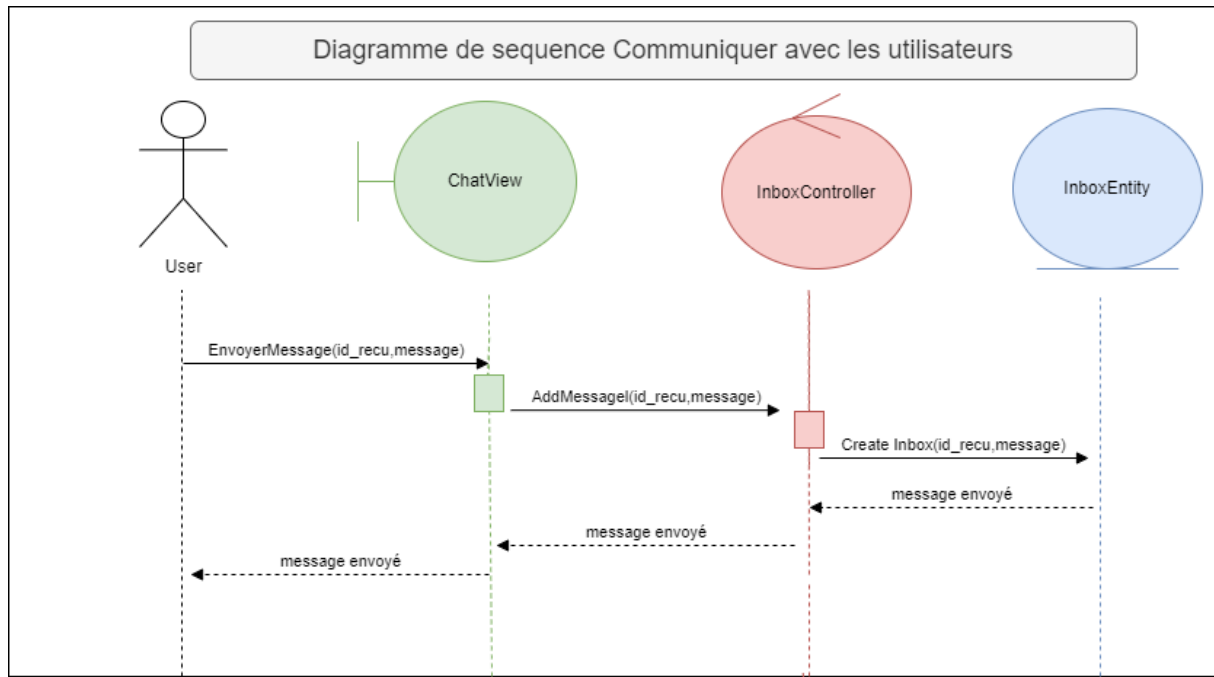 Diagramme de sequence Communiquer avec les utilisateurs
ChatView
InboxController
InboxEntity
User
EnvoyerMessage(id_recu,message)
AddMessagel(id_recu,message)
Create Inbox(id_recu,message)
message envoyé
message envoyé
message envoyé